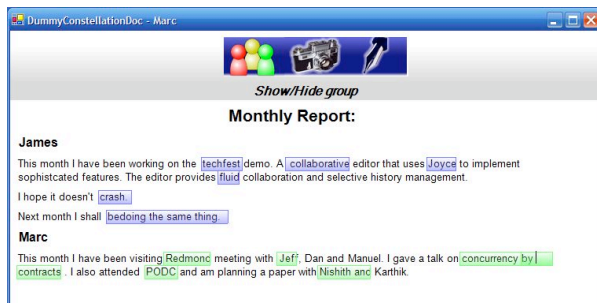 DummyConstellationDoc - Marc
Show/Hide group
Monthly Report:
James
This month I have been working on the techfest demo. A collaborative editor that uses Joyce to implement
sophistcated features. The editor provides fluid collaboration and selective history management.
I hope it doesn't crash.
Next month I shall bedoing the same thing.
Marc
This month I have been visiting Redmond meeting with Jeff, Dan and Manuel. I gave a talk on concurrency by
contracts . I also attended PODC and am planning a paper with Nishith and Karthik.